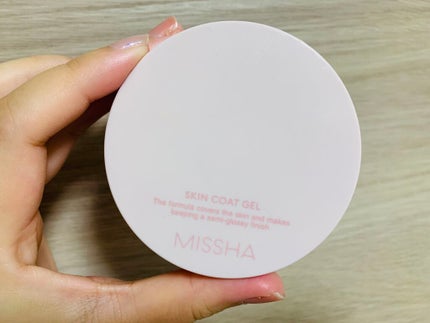 SKIN COAT GEL
The formula covers the skin and makes
keeping a semi-glossy finish
MISSHA